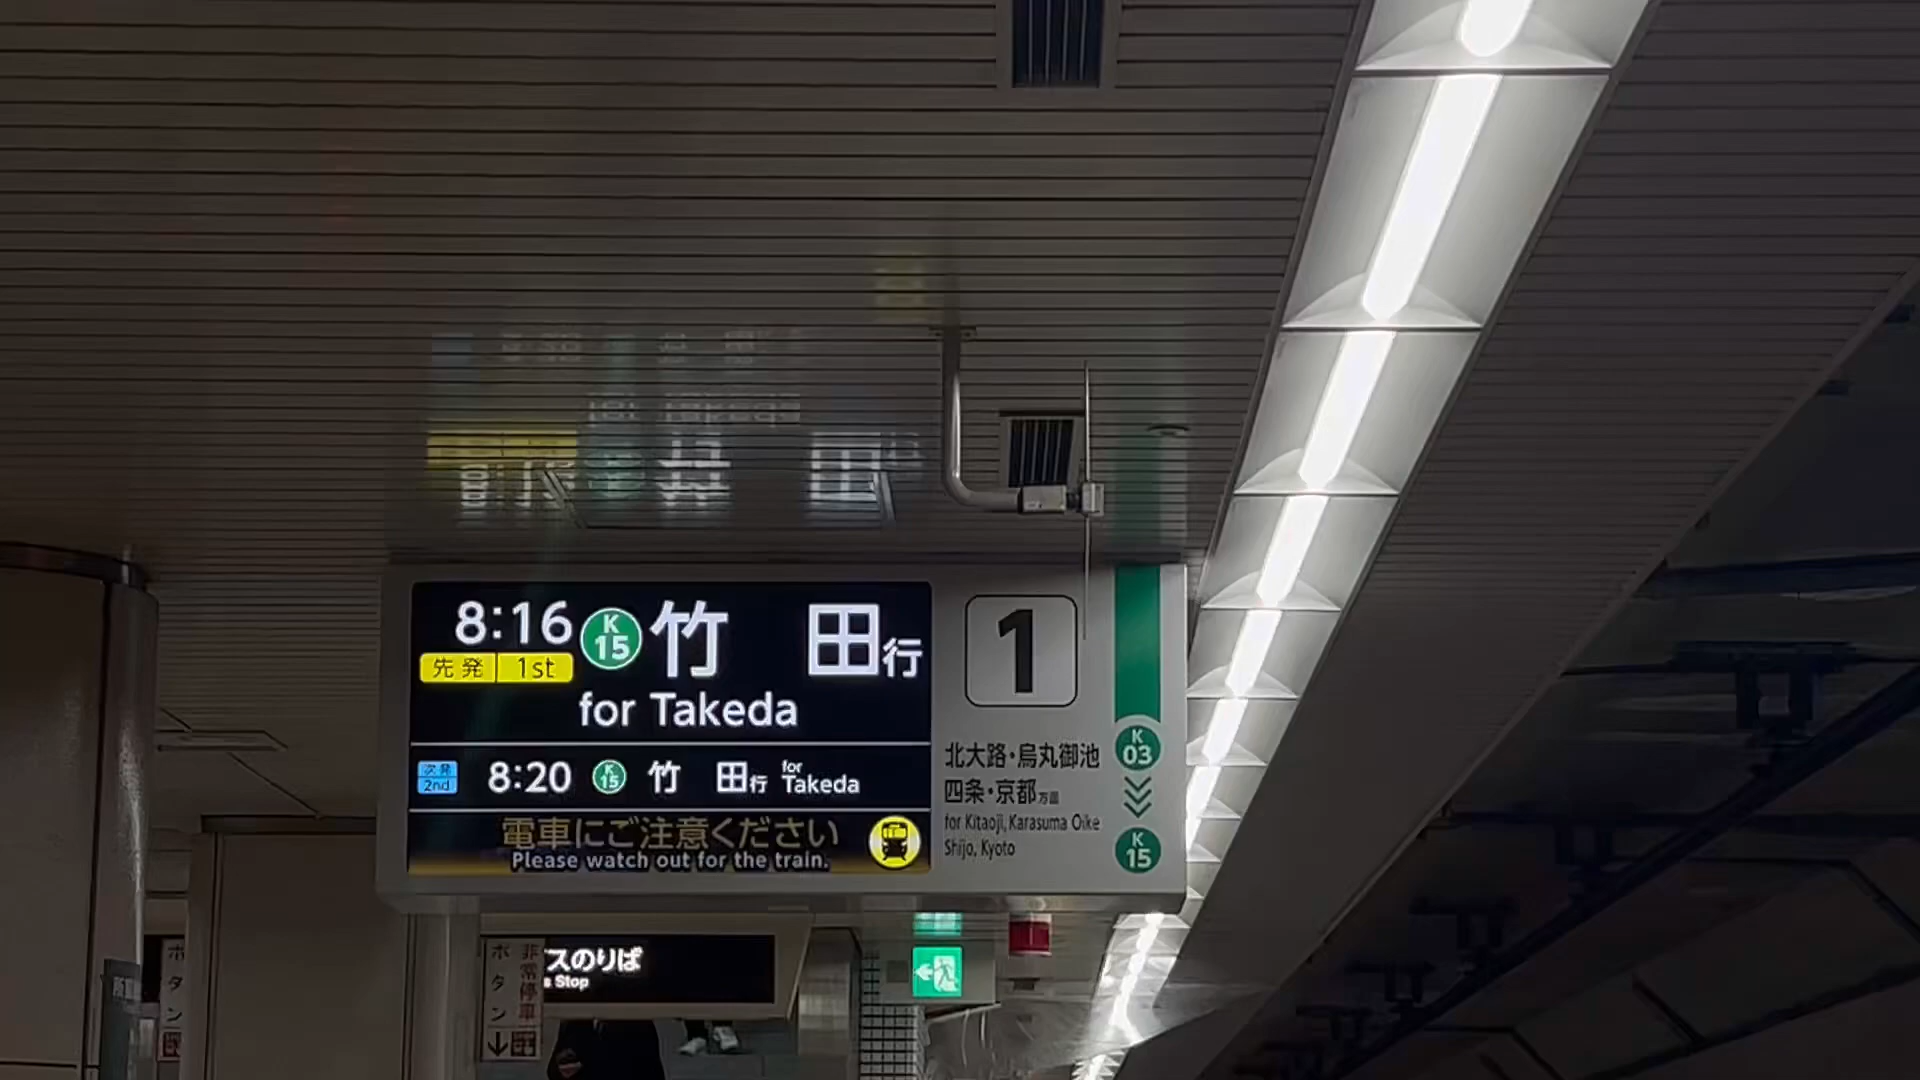 8:16 K 15 竹 田行
先発 1st
for Takeda
次発 2nd 8:20 K 15 竹 田行 for Takeda
電車にご注意ください
Please watch out for the train.
1
北大路・烏丸御池
四条・京都方面
for Kitaoji, Karasuma Oike
Shijo, Kyoto
K 03
K 15
スのりば
Stop
非常停車
ボタン
ボタン